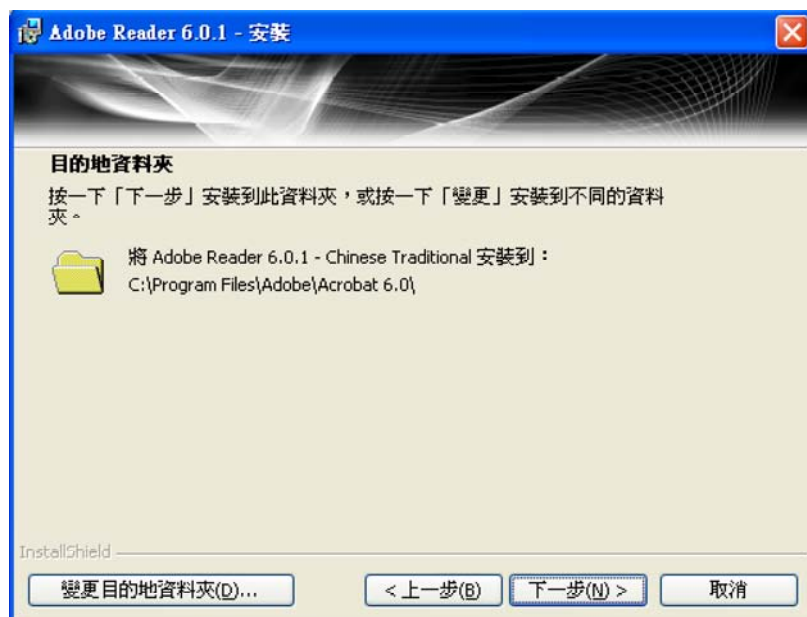 Adobe Reader 6.0.1 - 安裝
目的地資料夾
按一下「下一步」安裝到此資料夾，或按一下「變更」安裝到不同的資料
夾。
將 Adobe Reader 6.0.1 - Chinese Traditional 安裝到：
C:\Program Files\Adobe\Acrobat 6.0\
InstallShield
變更目的地資料夾(D)... <上一步(B) 下一步(N) > 取消